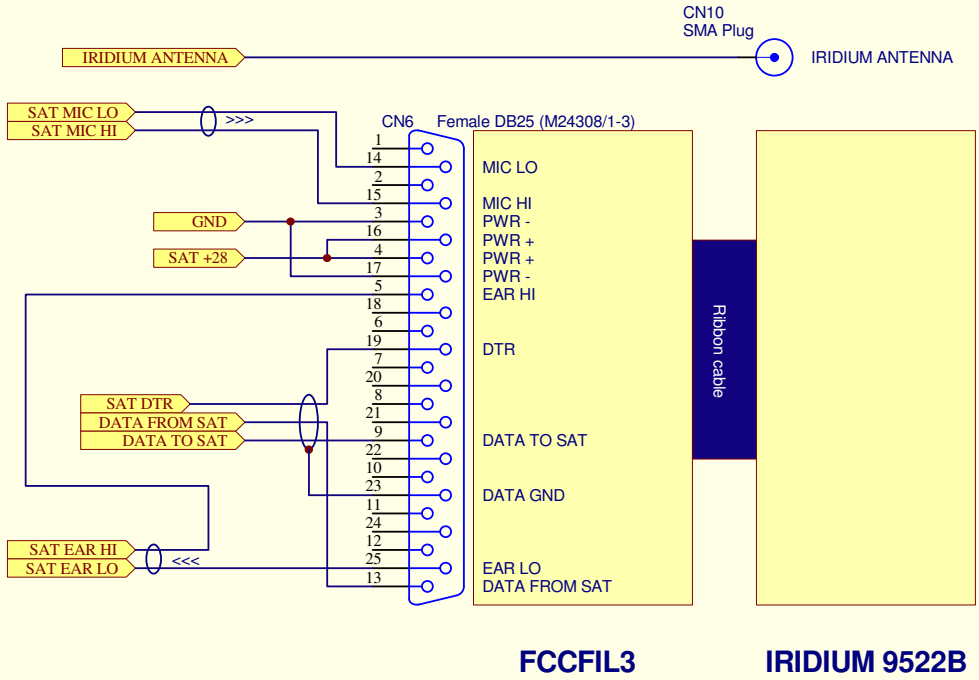 CN10
SMA Plug
IRIDIUM ANTENNA
IRIDIUM ANTENNA
SAT MIC LO
SAT MIC HI
>>>
CN6
Female DB25 (M24308/1-3)
1
14
MIC LO
2
15
MIC HI
GND
3
PWR -
16
PWR +
SAT +28
4
PWR +
17
PWR -
5
EAR HI
18
6
19
DTR
7
20
8
SAT DTR
21
DATA FROM SAT
9
DATA TO SAT
DATA TO SAT
22
10
23
DATA GND
11
24
12
SAT EAR HI
<<<
25
SAT EAR LO
EAR LO
13
DATA FROM SAT
Ribbon cable
FCCFIL3
IRIDIUM 9522B